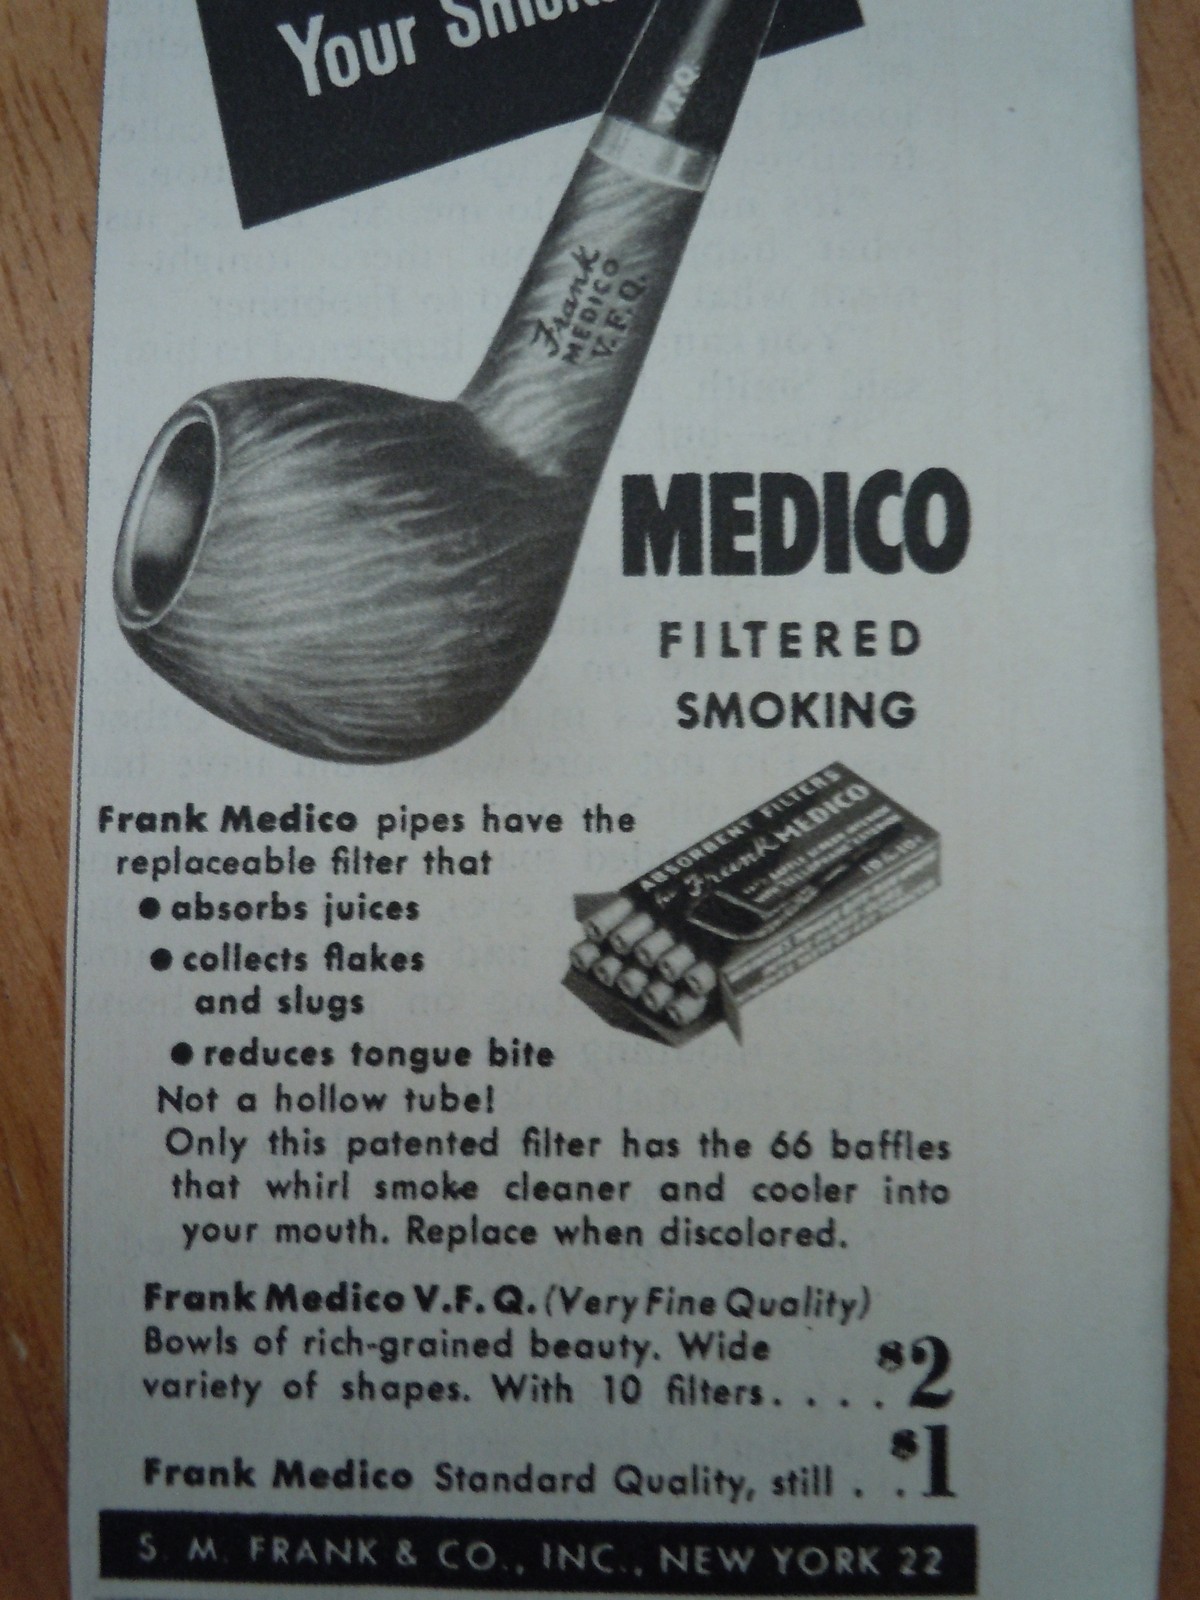 Your
V.F.Q.
Frank
MEDICO
V.F.Q.
MEDICO
FILTERED
SMOKING
ABSORBENT FILTERS
for Frank MEDICO
Frank Medico pipes have the
replaceable filter that
• absorbs juices
• collects flakes
and slugs
• reduces tongue bite
Not a hollow tube!
Only this patented filter has the 66 baffles
that whirl smoke cleaner and cooler into
your mouth. Replace when discolored.
Frank Medico V.F.Q. (Very Fine Quality)
Bowls of rich-grained beauty. Wide
variety of shapes. With 10 filters. . . . . $2
Frank Medico Standard Quality, still . . $1
S. M. FRANK & CO., INC., NEW YORK 22